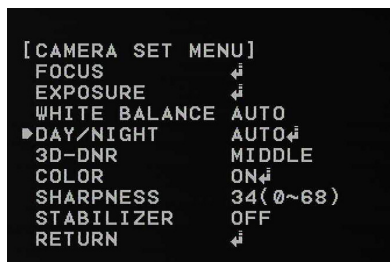 [CAMERA SET MENU]
FOCUS ↲
EXPOSURE ↲
WHITE BALANCE AUTO
DAY/NIGHT AUTO↲
3D-DNR MIDDLE
COLOR ON↲
SHARPNESS 34(0~68)
STABILIZER OFF
RETURN ↲